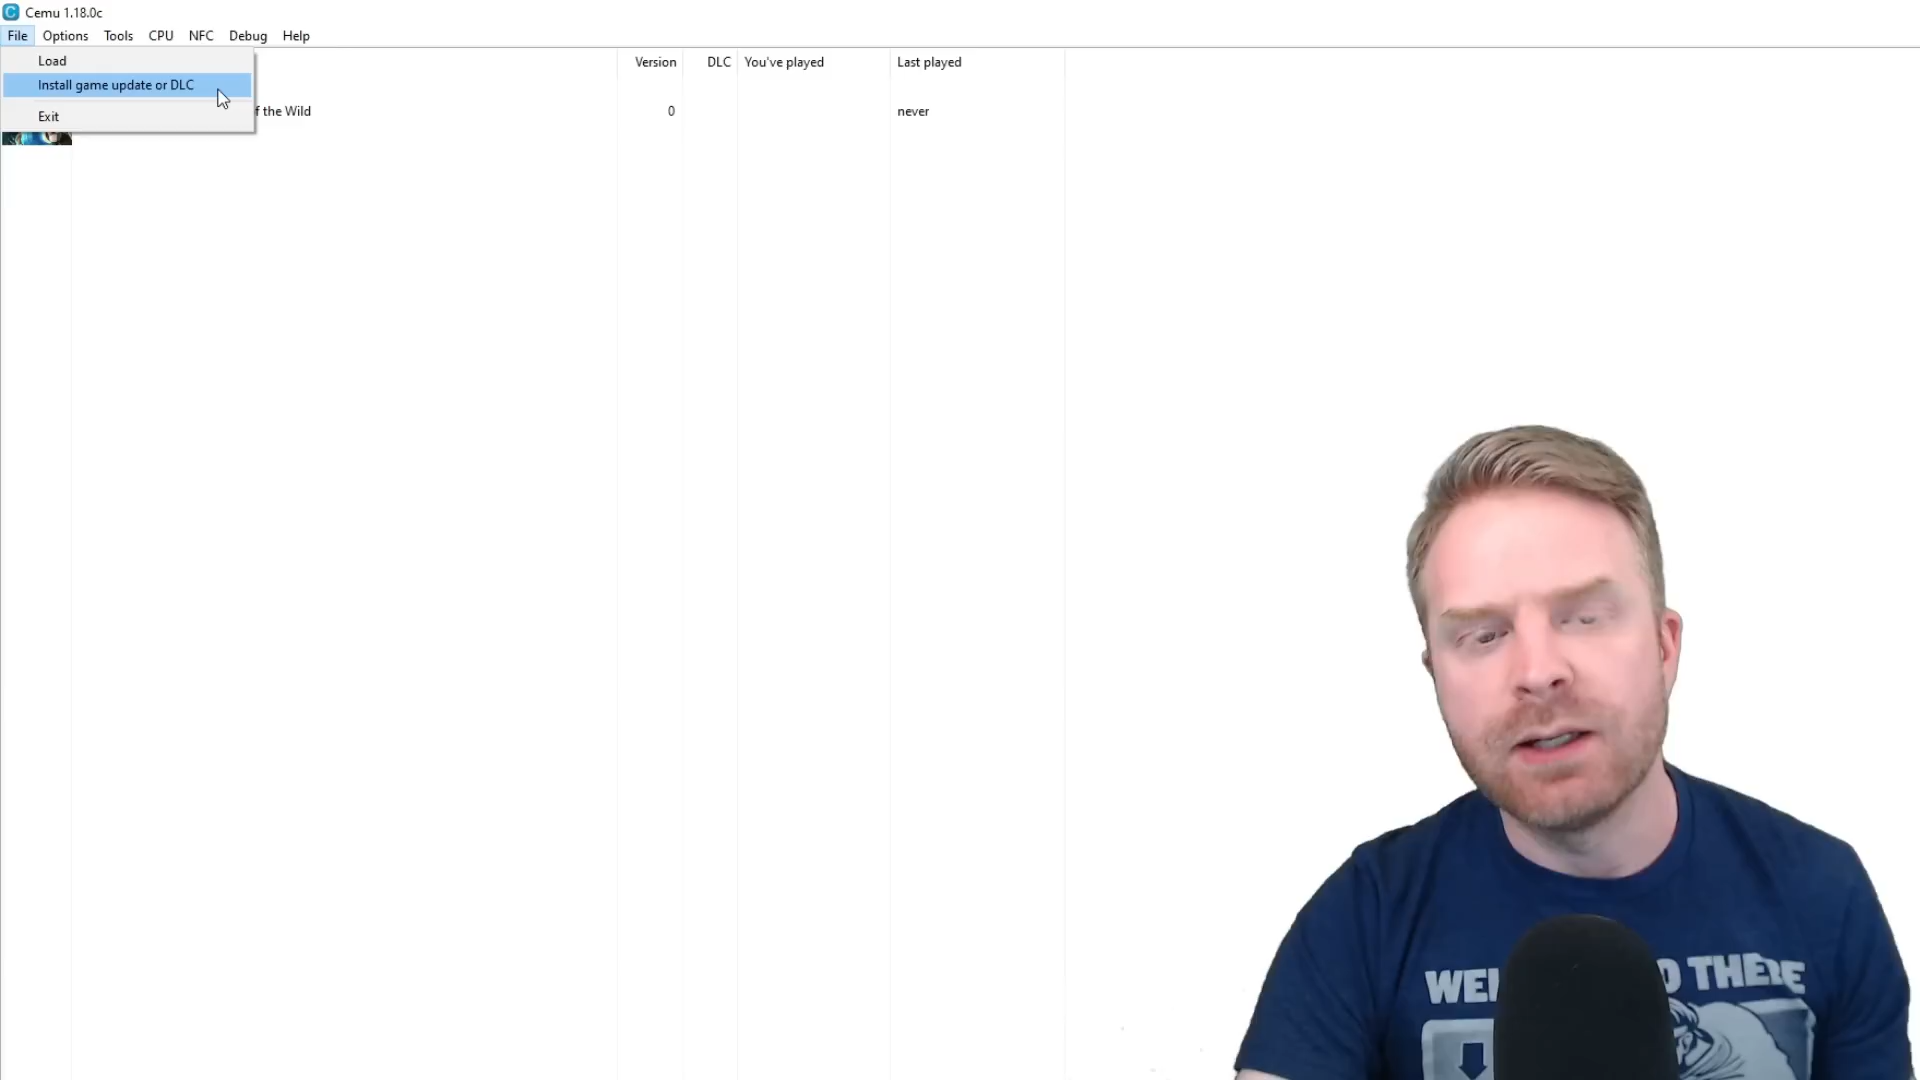 Cemu 1.18.0c
File Options Tools CPU NFC Debug Help
Load
Version DLC You've played Last played
Install game update or DLC
f the Wild 0 never
Exit
THERE